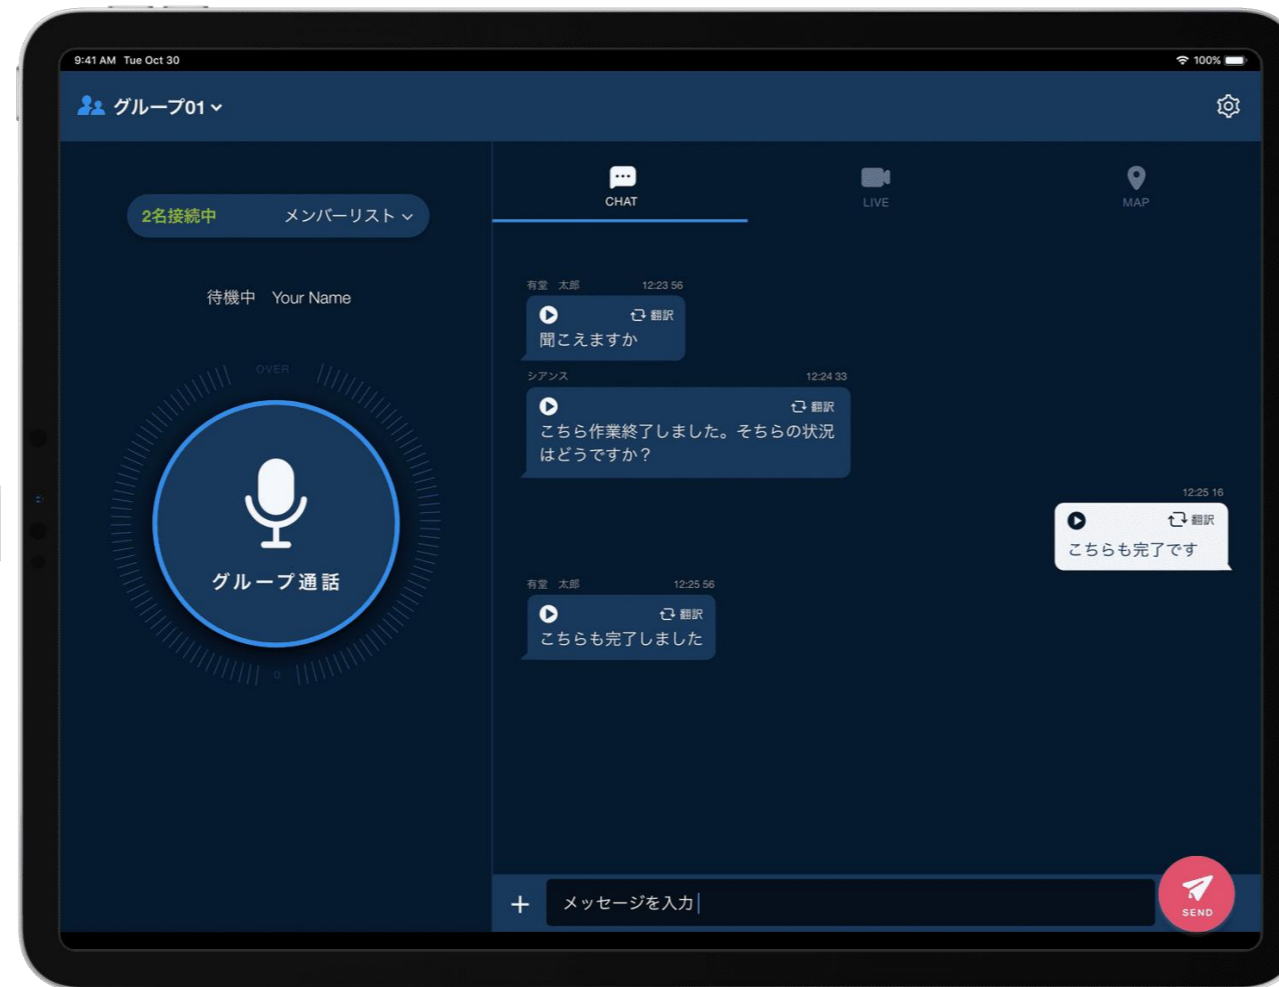 9:41 AM Tue Oct 30
100%
グループ01
2名接続中 メンバーリスト
待機中 Your Name
OVER
グループ通話
0
CHAT
LIVE
MAP
有堂 太郎 12:23 56
翻訳
聞こえますか
シアンス 12:24 33
翻訳
こちら作業終了しました。そちらの状況
はどうですか？
12:25 16
翻訳
こちらも完了です
有堂 太郎 12:25 56
翻訳
こちらも完了しました
メッセージを入力
SEND